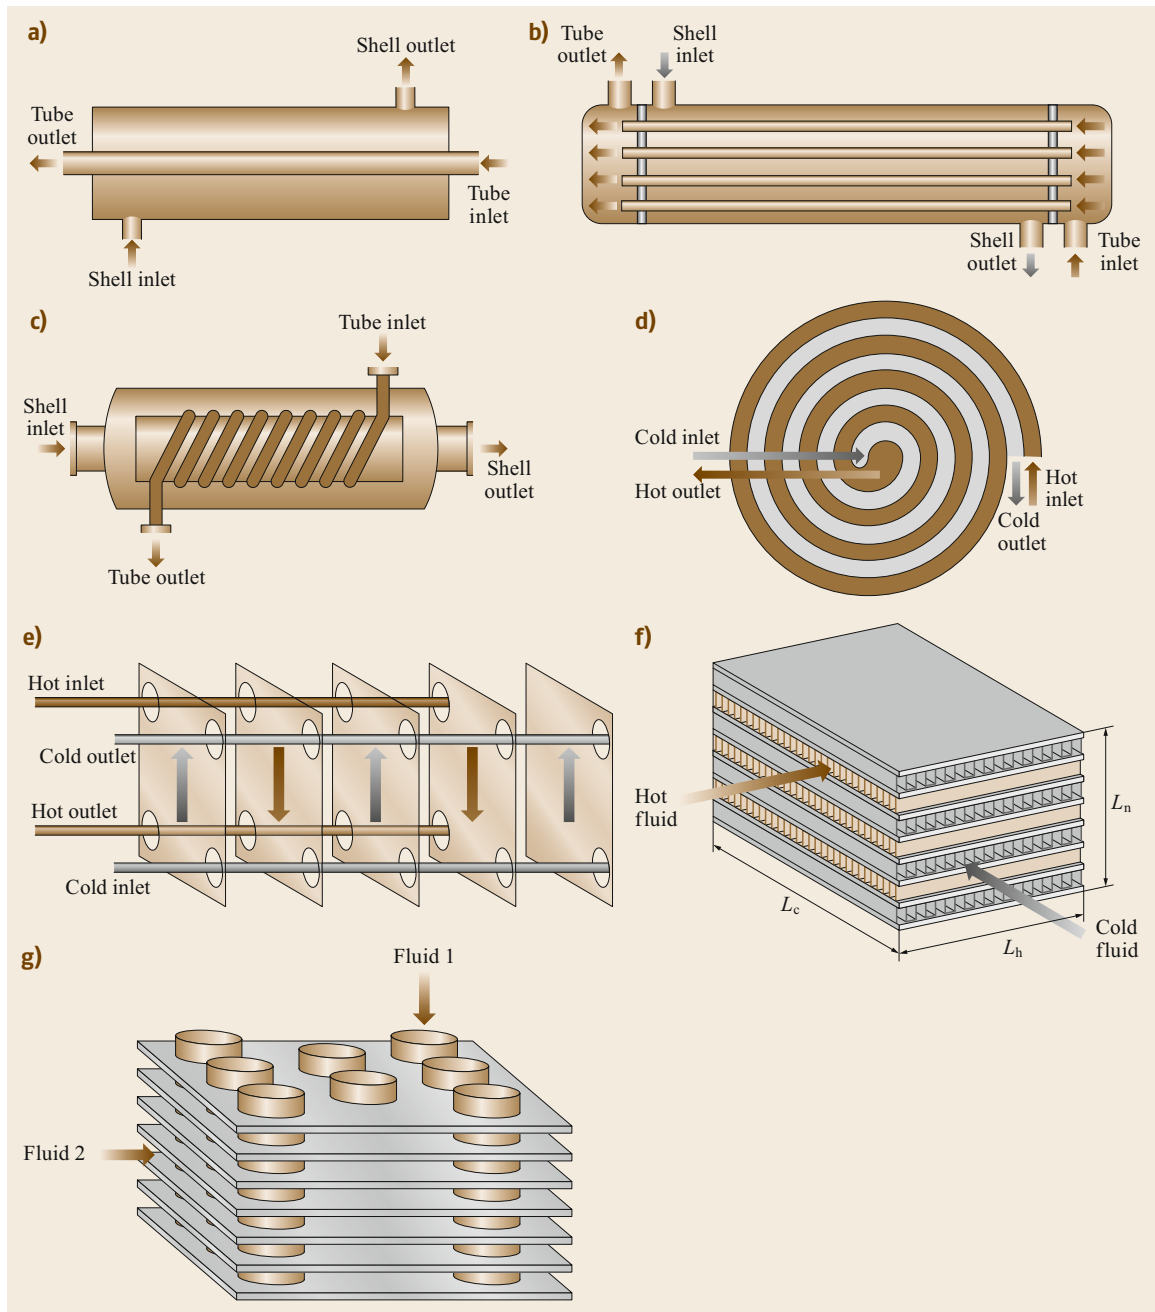 a)
Shell outlet
Tube
outlet
Tube
inlet
Shell inlet
b)
Tube
outlet
Shell
inlet
Shell
outlet
Tube
inlet
c)
Tube inlet
Shell
inlet
Shell
outlet
Tube outlet
d)
Cold inlet
Hot outlet
Hot
inlet
Cold
outlet
e)
Hot inlet
Cold outlet
Hot outlet
Cold inlet
f)
Hot
fluid
Ln
Lc
Lh
Cold
fluid
g)
Fluid 1
Fluid 2